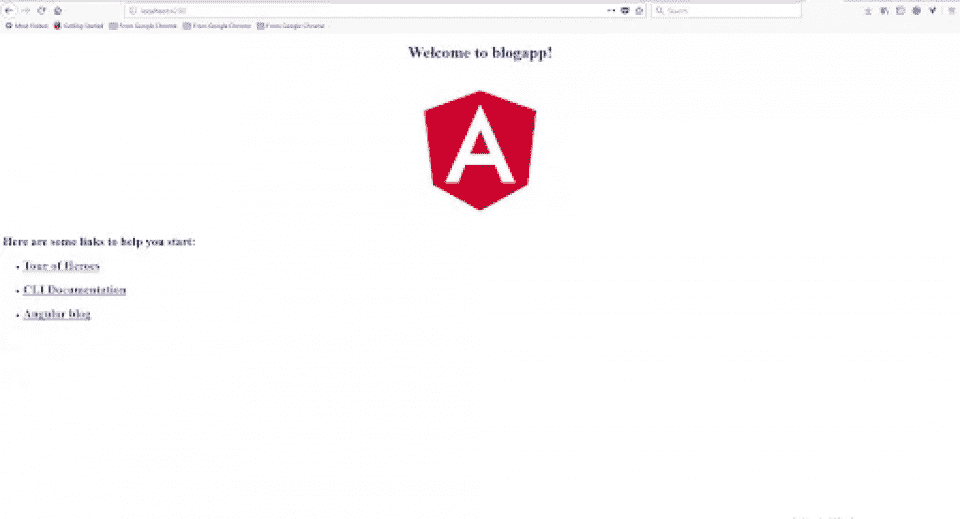 localhost:4200
Search
Most Visited Getting Started From Google Chrome From Google Chrome From Google Chrome
Welcome to blogapp!
A
Here are some links to help you start:
Tour of Heroes
CLI Documentation
Angular blog